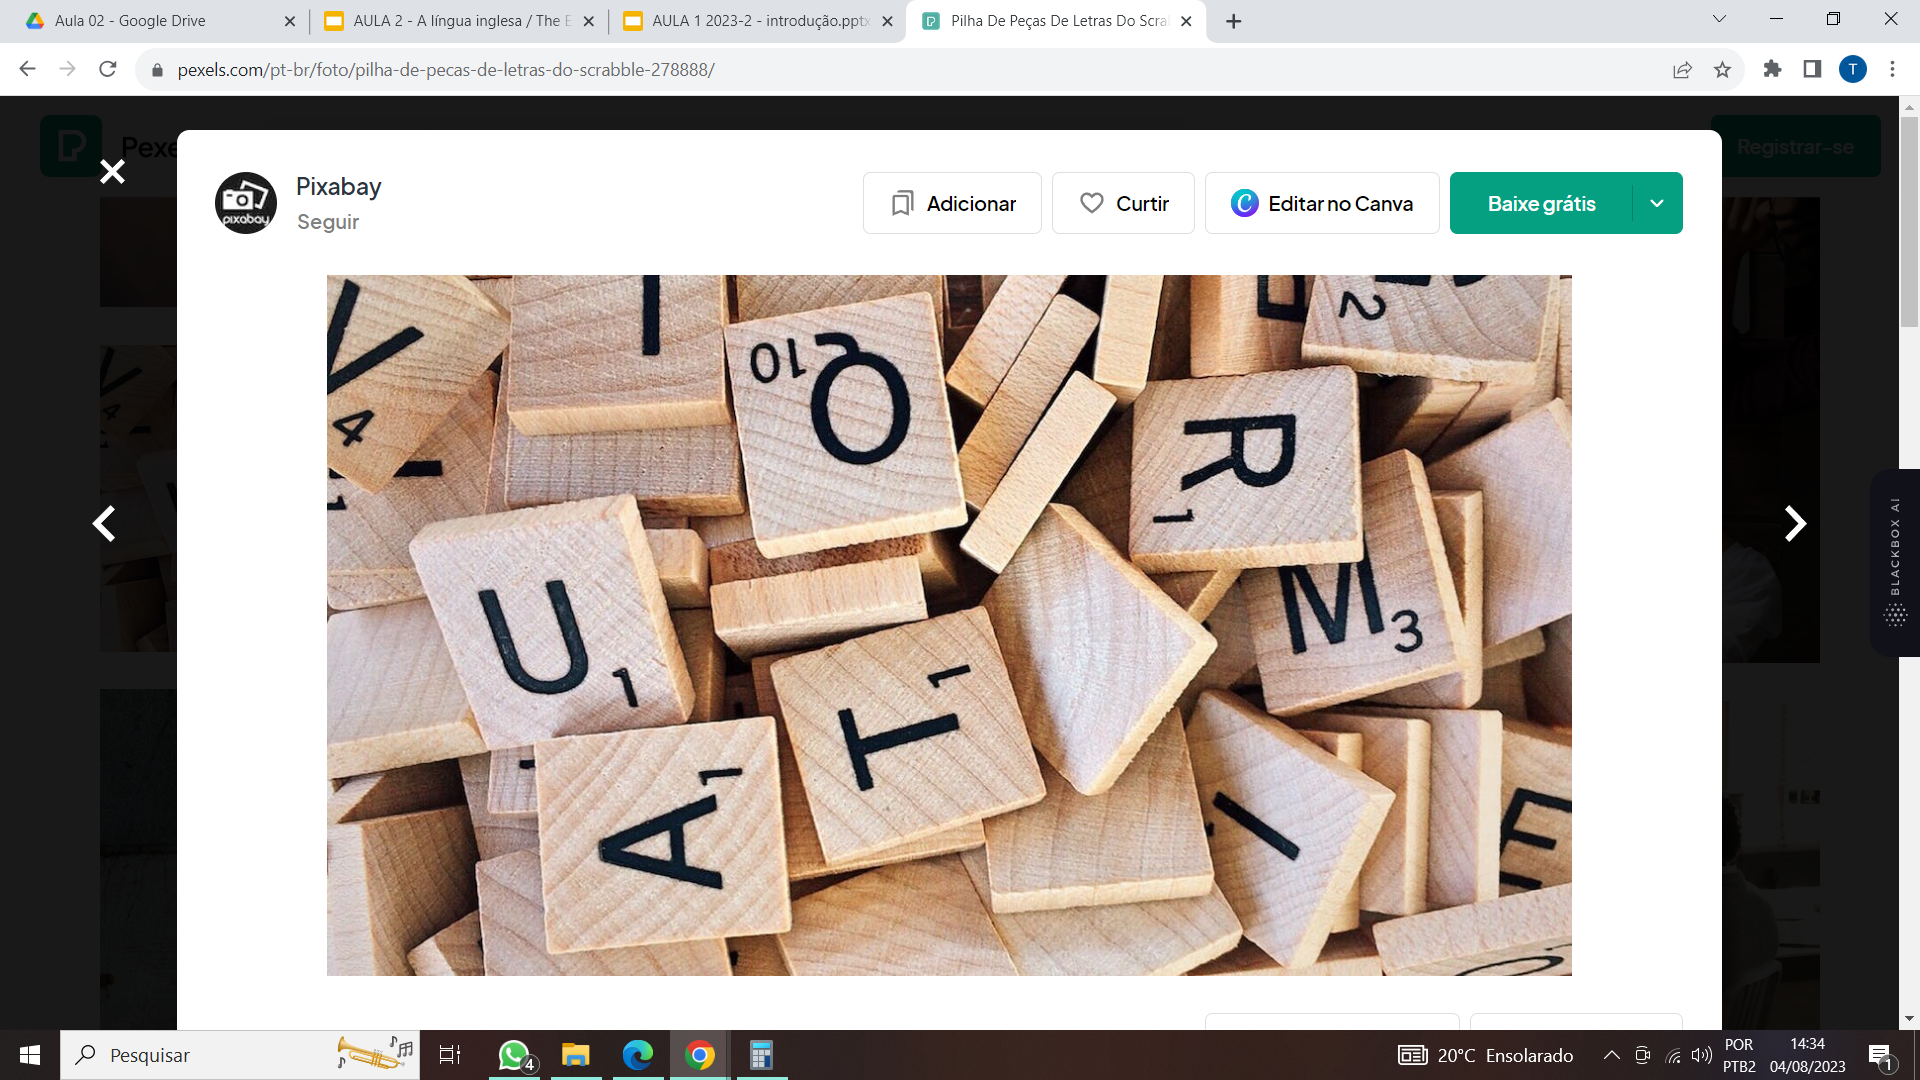 Aula 02 - Google Drive
AULA 2 - A língua inglesa / The E
AULA 1 2023-2 - introdução.pptx
Pilha De Peças De Letras Do Scra
pexels.com/pt-br/foto/pilha-de-pecas-de-letras-do-scrabble-278888/
T
Pexe
Registrar-se
pixabay
Pixabay
Seguir
Adicionar
Curtir
Editar no Canva
Baixe grátis
V 4
I
Q 10
2
R 1
U 1
M 3
T 1
A 1
I
E
BLACKBOX AI
Pesquisar
4
20°C Ensolarado
POR
PTB2
14:34
04/08/2023
1